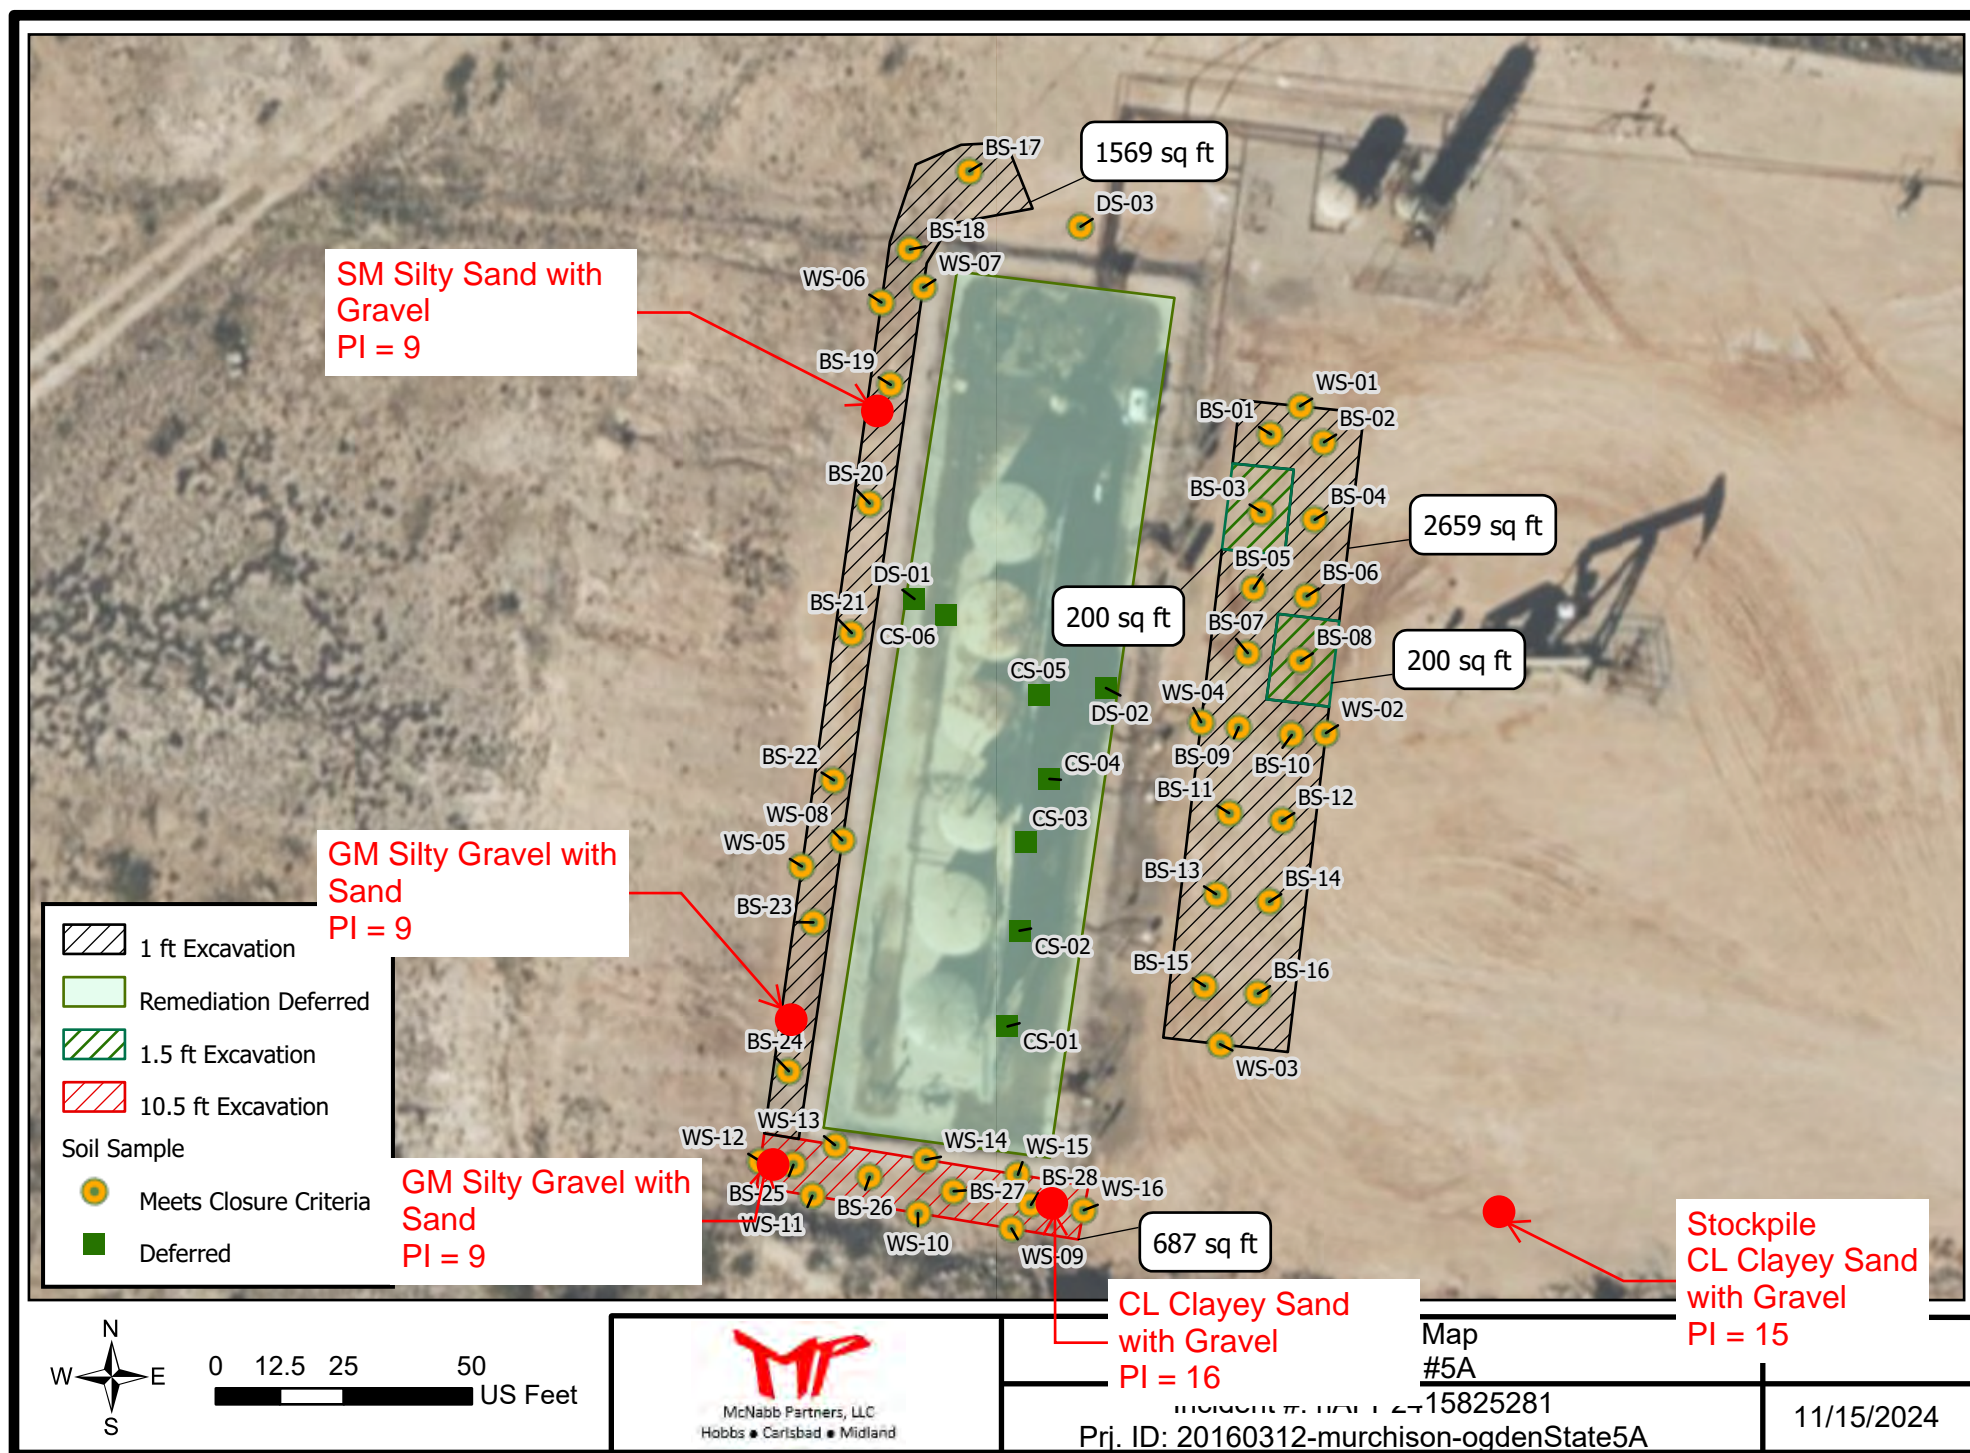 BS-17
1569 sq ft
DS-03
BS-18
WS-07
WS-06
SM Silty Sand with
Gravel
PI = 9
BS-19
WS-01
BS-01
BS-02
BS-20
BS-03
BS-04
2659 sq ft
BS-05
DS-01
BS-06
200 sq ft
BS-21
CS-06
BS-07
BS-08
200 sq ft
CS-05
WS-04
DS-02
WS-02
BS-09
BS-10
BS-22
CS-04
BS-11
BS-12
WS-08
CS-03
WS-05
GM Silty Gravel with
Sand
PI = 9
BS-13
BS-14
BS-23
CS-02
BS-15
BS-16
BS-24
CS-01
WS-03
1 ft Excavation
Remediation Deferred
1.5 ft Excavation
10.5 ft Excavation
Soil Sample
Meets Closure Criteria
Deferred
WS-13
WS-12
WS-14
WS-15
GM Silty Gravel with
Sand
PI = 9
BS-25
BS-28
BS-27
WS-16
BS-26
WS-11
WS-10
WS-09
687 sq ft
CL Clayey Sand
with Gravel
PI = 16
Stockpile
CL Clayey Sand
with Gravel
PI = 15
N
W E
S
0 12.5 25 50
US Feet
McNabb Partners, LLC
Hobbs • Carlsbad • Midland
Map
#5A
15825281
Prj. ID: 20160312-murchison-ogdenState5A
11/15/2024